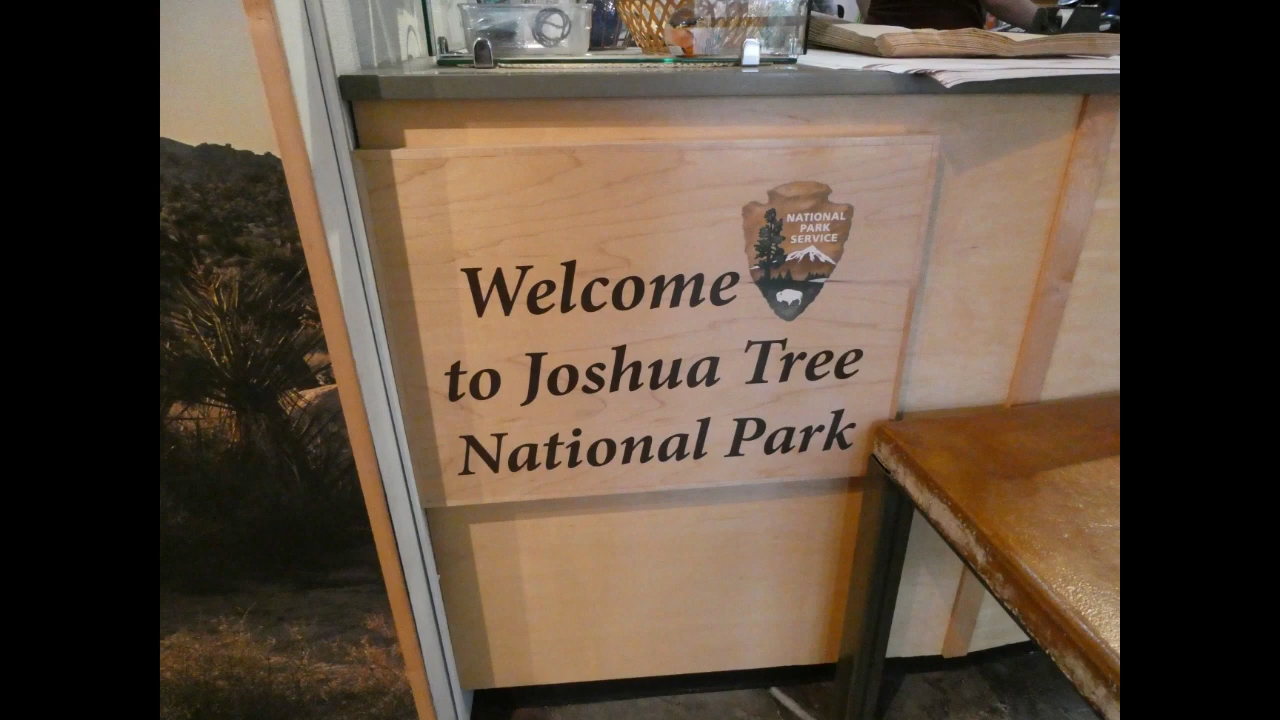 NATIONAL
PARK
SERVICE
Welcome
to Joshua Tree
National Park